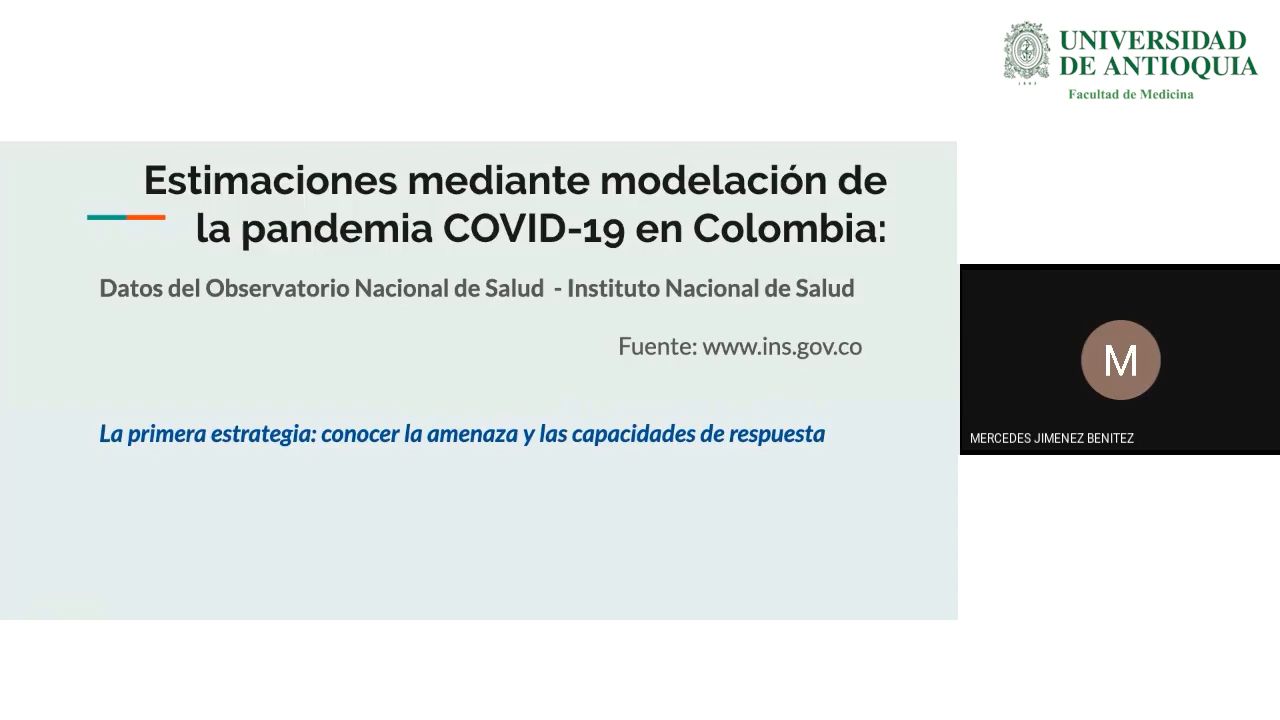 UNIVERSIDAD
DE ANTIOQUIA
1803
Facultad de Medicina
Estimaciones mediante modelación de
la pandemia COVID-19 en Colombia:
Datos del Observatorio Nacional de Salud - Instituto Nacional de Salud
Fuente: www.ins.gov.co
La primera estrategia: conocer la amenaza y las capacidades de respuesta
M
MERCEDES JIMENEZ BENITEZ